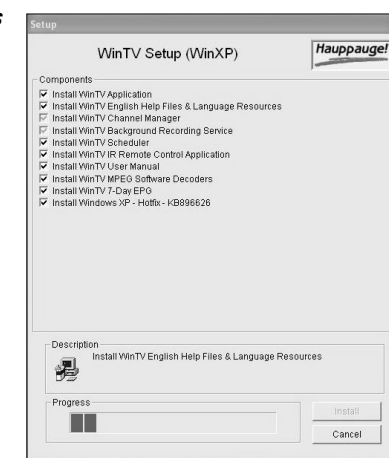 s
Setup
WinTV Setup (WinXP)
Hauppauge!
Components
Install WinTV Application
Install WinTV English Help Files & Language Resources
Install WinTV Channel Manager
Install WinTV Background Recording Service
Install WinTV Scheduler
Install WinTV IR Remote Control Application
Install WinTV User Manual
Install WinTV MPEG Software Decoders
Install WinTV 7-Day EPG
Install Windows XP - Hotfix - KB896626
Description
Install WinTV English Help Files & Language Resources
Progress
Install
Cancel